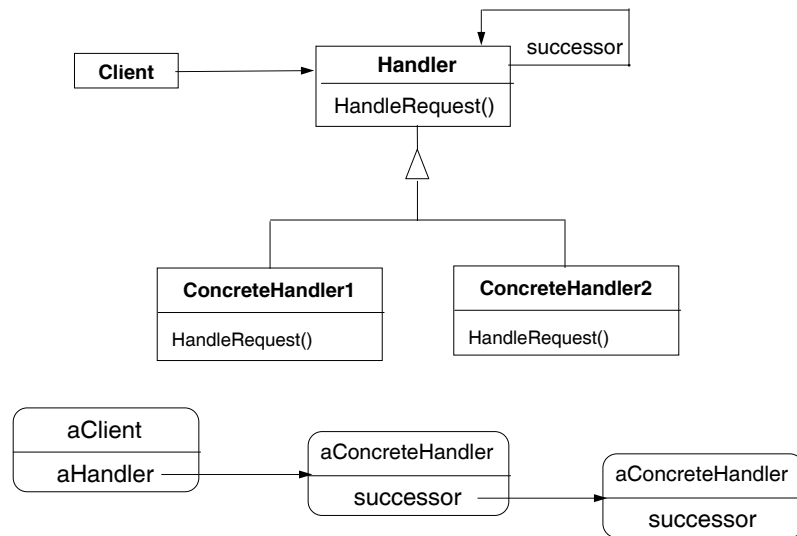 successor
Client
Handler
HandleRequest()
ConcreteHandler1
HandleRequest()
ConcreteHandler2
HandleRequest()
aClient
aHandler
aConcreteHandler
successor
aConcreteHandler
successor